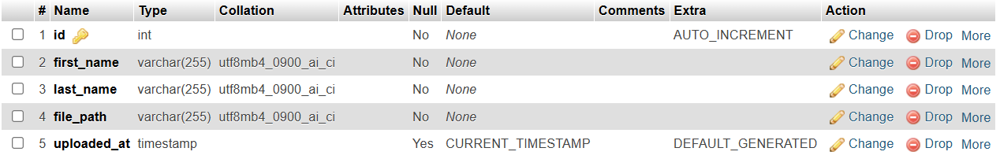 # Name Type Collation Attributes Null Default Comments Extra Action
1 id int No None AUTO_INCREMENT Change Drop More
2 first_name varchar(255) utf8mb4_0900_ai_ci No None Change Drop More
3 last_name varchar(255) utf8mb4_0900_ai_ci No None Change Drop More
4 file_path varchar(255) utf8mb4_0900_ai_ci No None Change Drop More
5 uploaded_at timestamp Yes CURRENT_TIMESTAMP DEFAULT_GENERATED Change Drop More